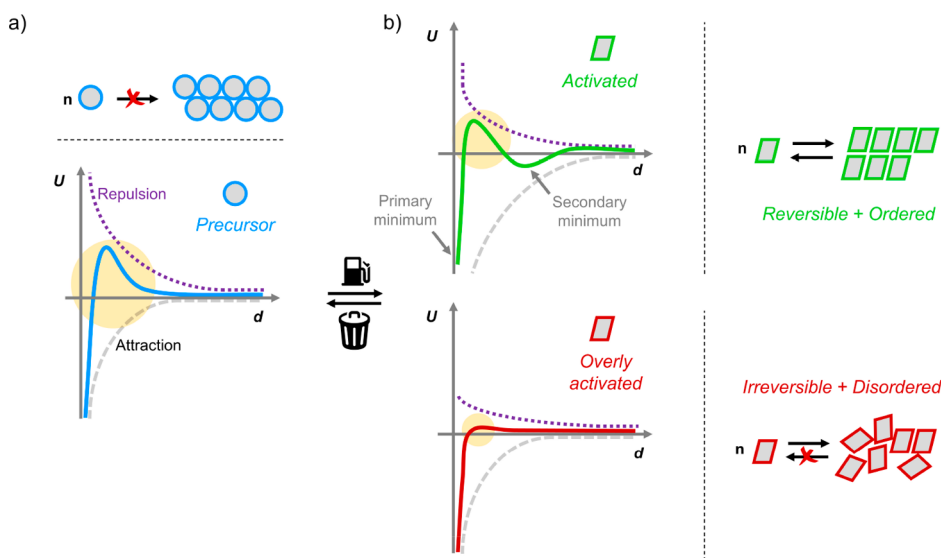 a)
n
U
Repulsion
Precursor
d
Attraction
b)
U
Activated
d
Primary
minimum
Secondary
minimum
n
Reversible + Ordered
U
Overly
activated
d
Irreversible + Disordered
n